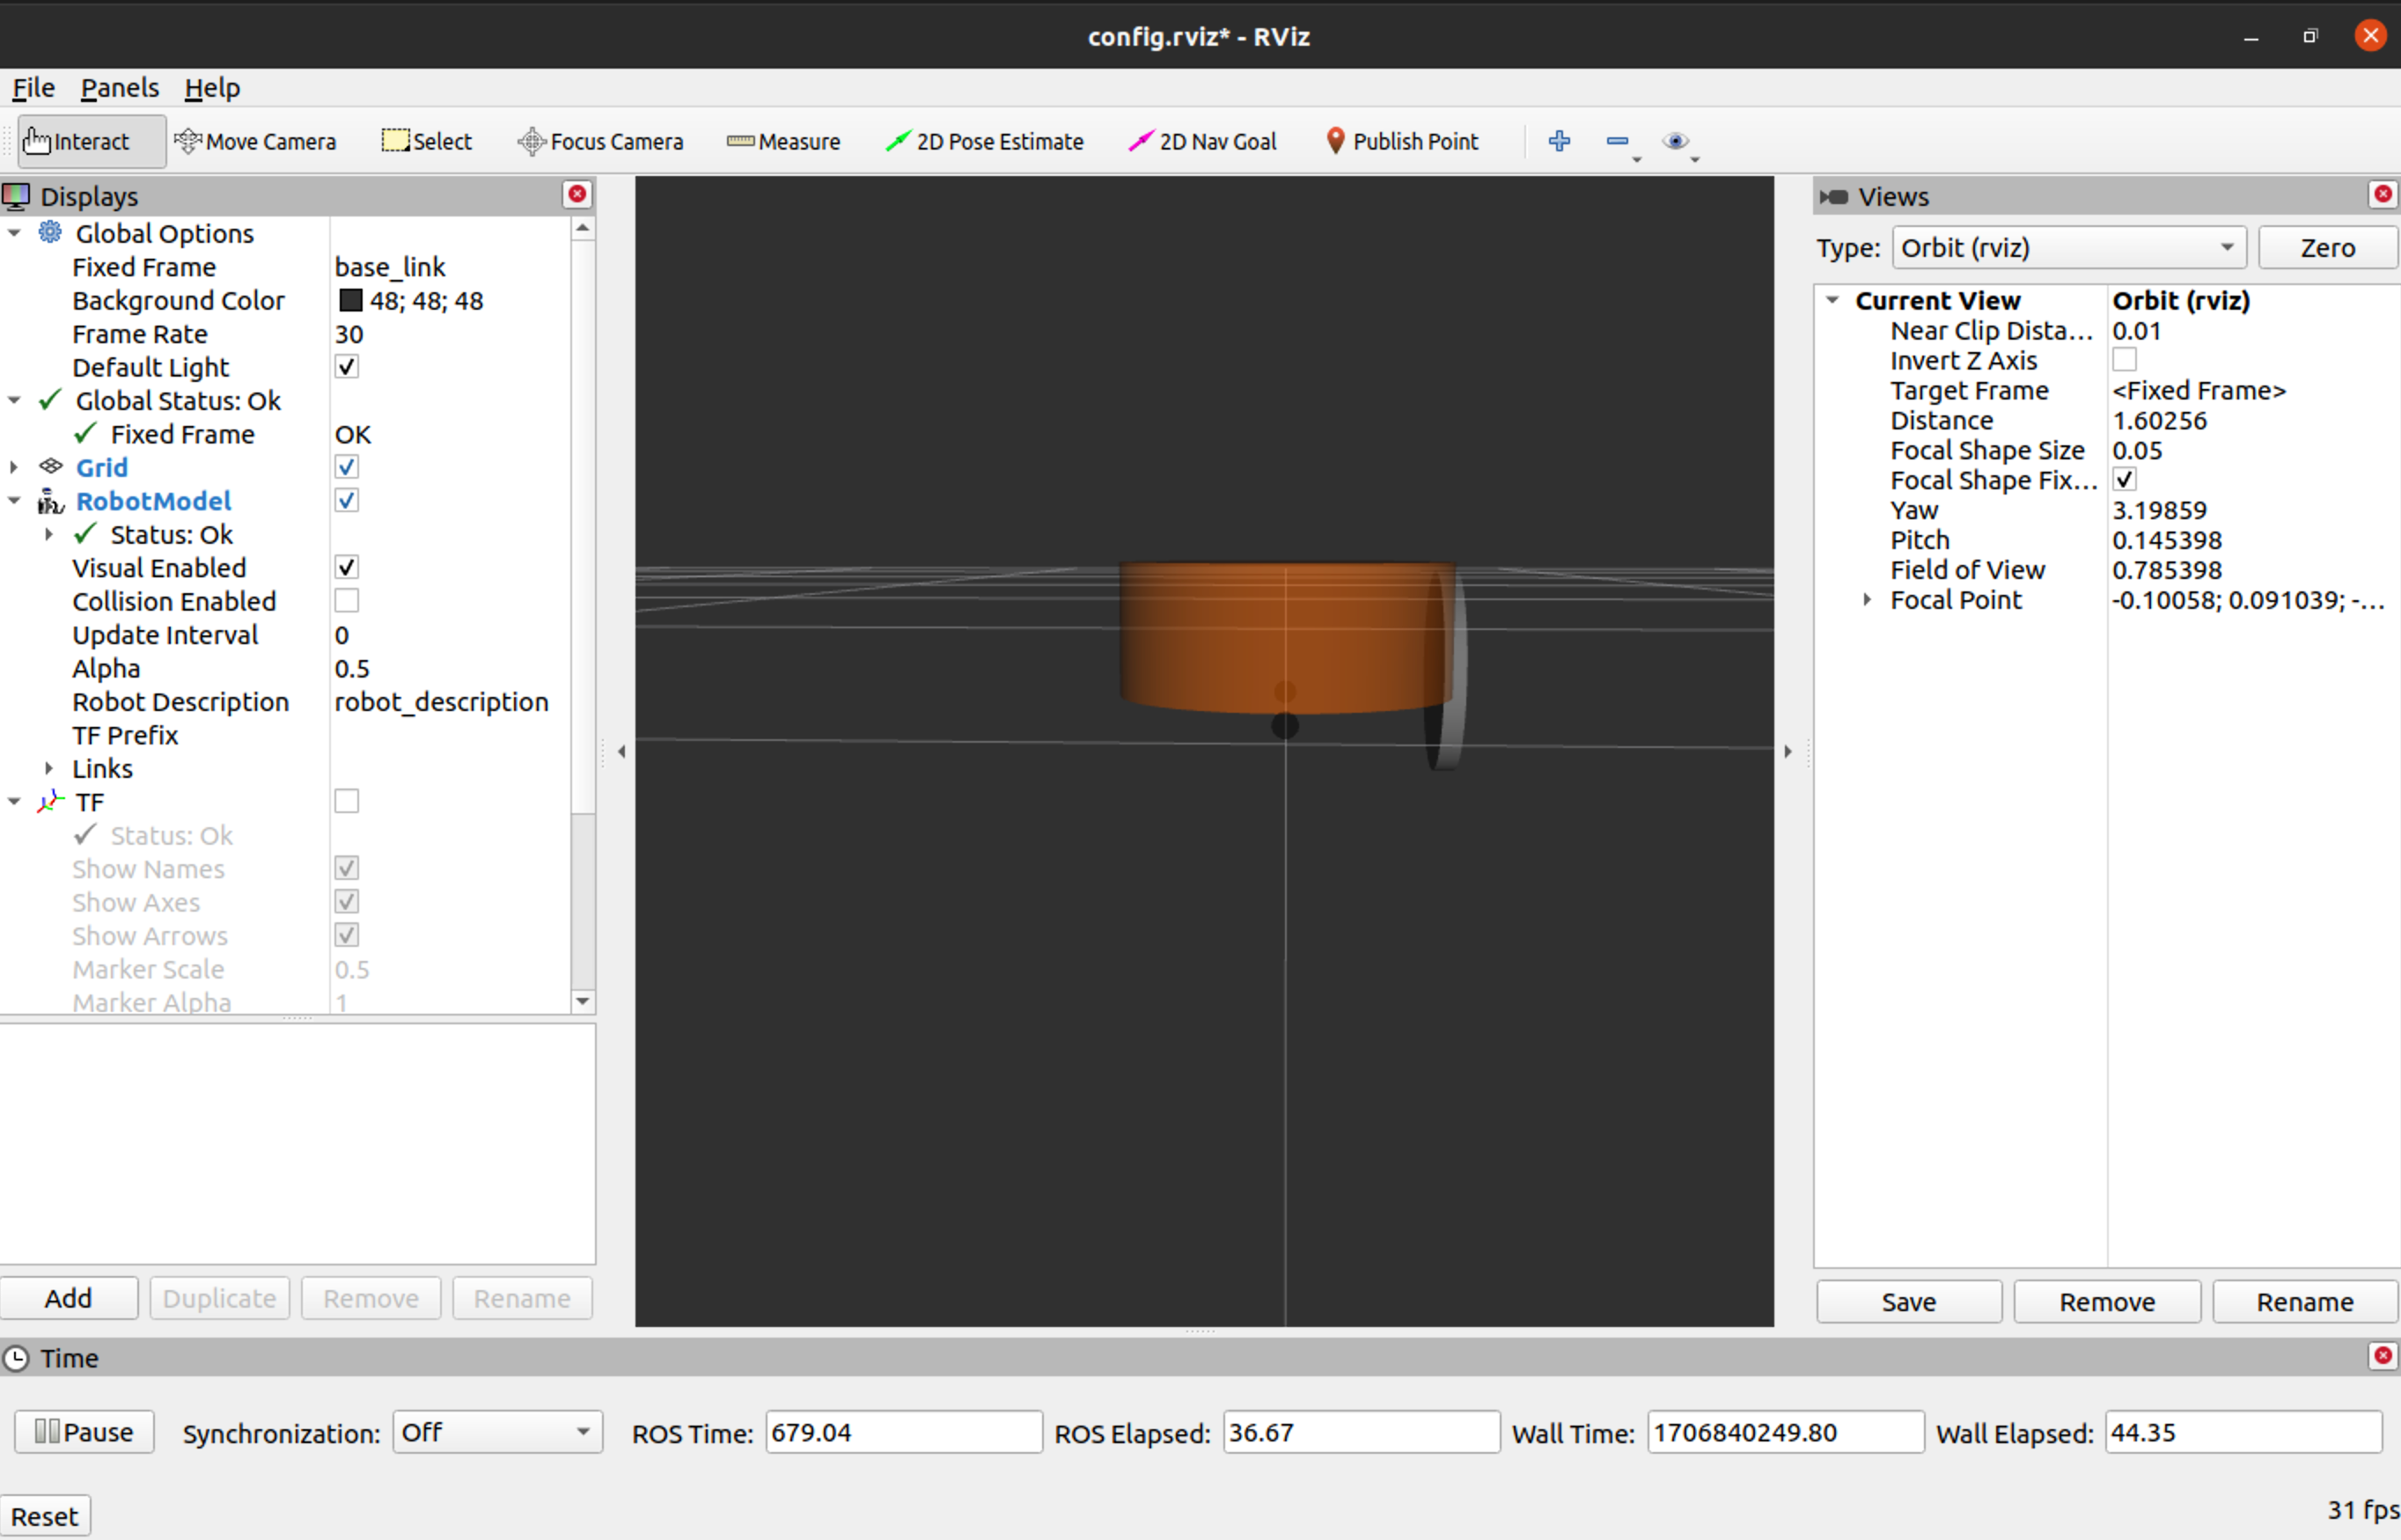 config.rviz* - RViz
File Panels Help
Interact Move Camera Select Focus Camera Measure 2D Pose Estimate 2D Nav Goal Publish Point
Displays
Global Options
Fixed Frame base_link
Background Color 48; 48; 48
Frame Rate 30
Default Light
Global Status: Ok
Fixed Frame OK
Grid
RobotModel
Status: Ok
Visual Enabled
Collision Enabled
Update Interval 0
Alpha 0.5
Robot Description robot_description
TF Prefix
Links
TF
Status: Ok
Show Names
Show Axes
Show Arrows
Marker Scale 0.5
Marker Alpha 1
Add Duplicate Remove Rename
Views
Type: Orbit (rviz) Zero
Current View Orbit (rviz)
Near Clip Dista... 0.01
Invert Z Axis
Target Frame <Fixed Frame>
Distance 1.60256
Focal Shape Size 0.05
Focal Shape Fix...
Yaw 3.19859
Pitch 0.145398
Field of View 0.785398
Focal Point -0.10058; 0.091039; -...
Save Remove Rename
Time
Pause Synchronization: Off ROS Time: 679.04 ROS Elapsed: 36.67 Wall Time: 1706840249.80 Wall Elapsed: 44.35
Reset 31 fps